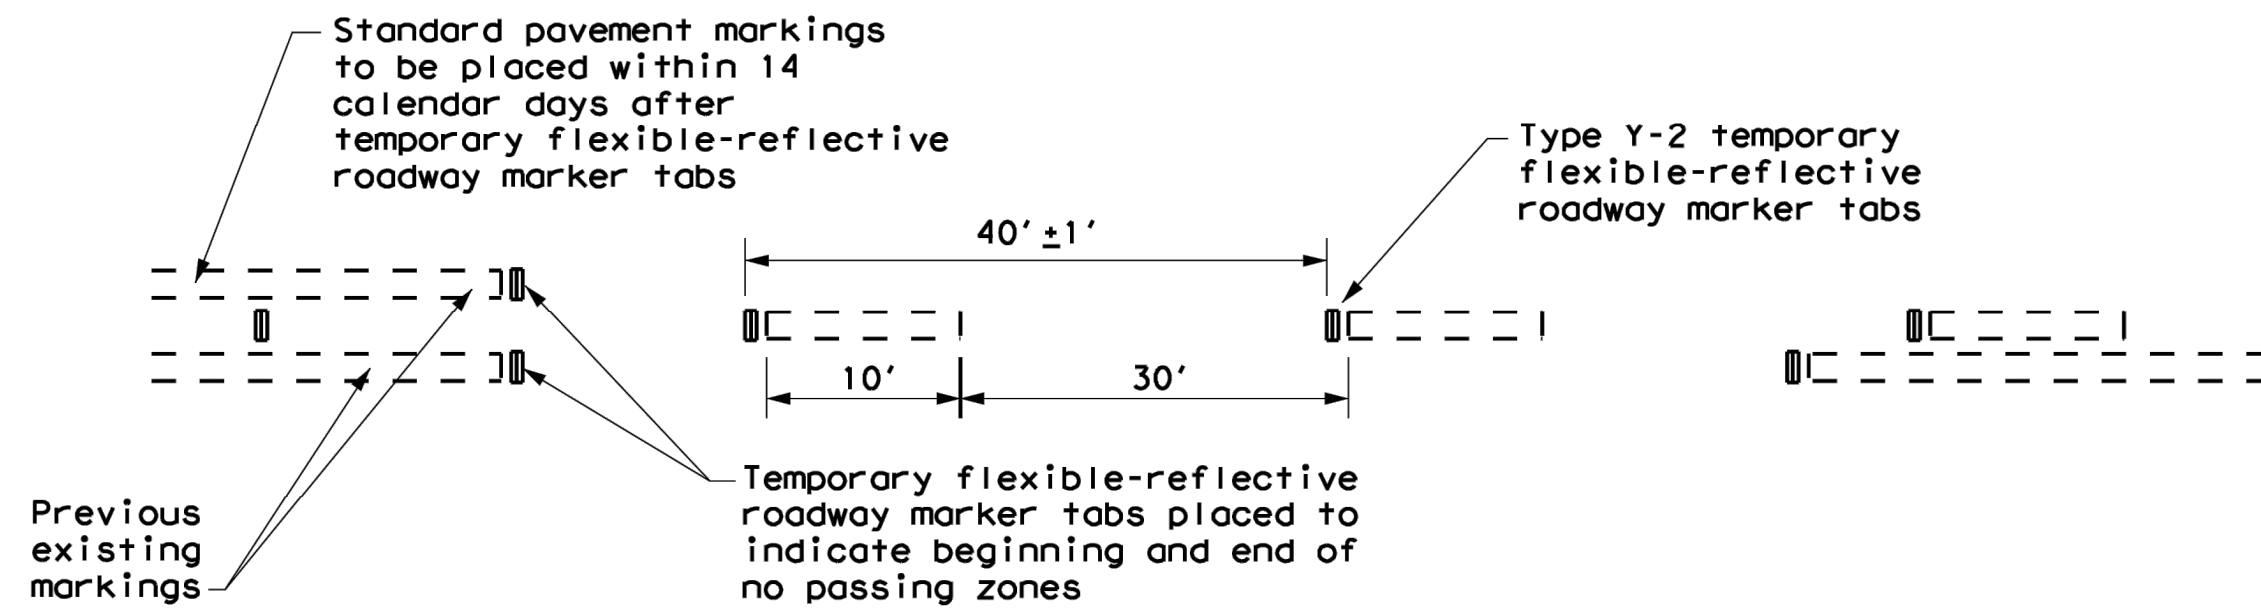 Standard pavement markings
to be placed within 14
calendar days after
temporary flexible-reflective
roadway marker tabs
Type Y-2 temporary
flexible-reflective
roadway marker tabs
40' ±1'
10'
30'
Temporary flexible-reflective
roadway marker tabs placed to
indicate beginning and end of
no passing zones
Previous
existing
markings